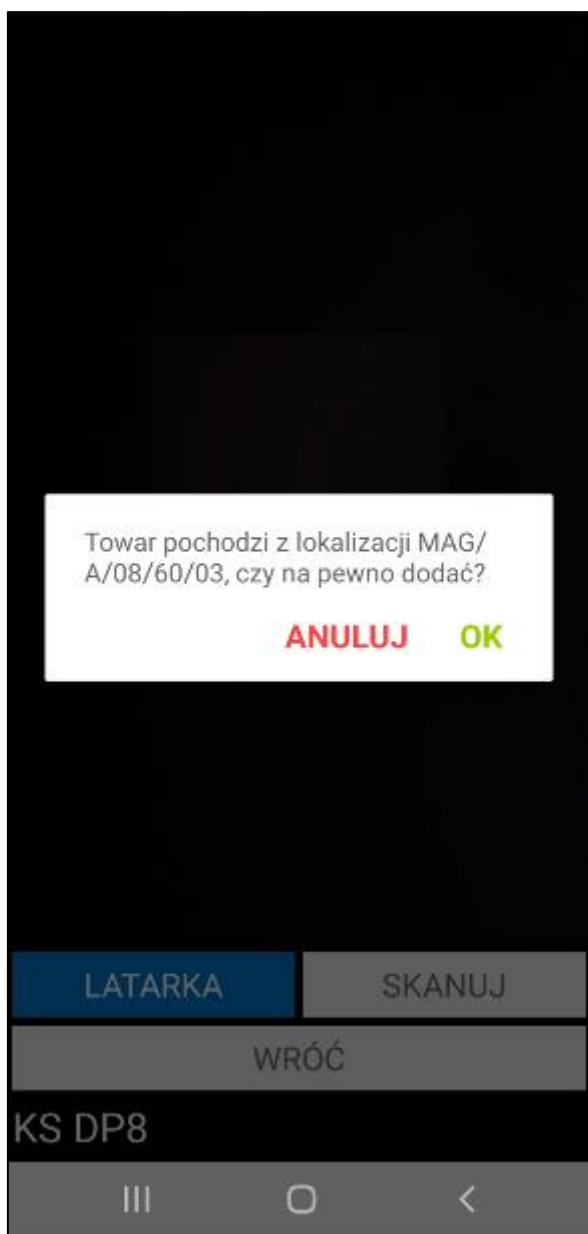 Towar pochodzi z lokalizacji MAG/
A/08/60/03, czy na pewno dodać?
ANULUJ OK
LATARKA SKANUJ
WRÓĆ
KS DP8